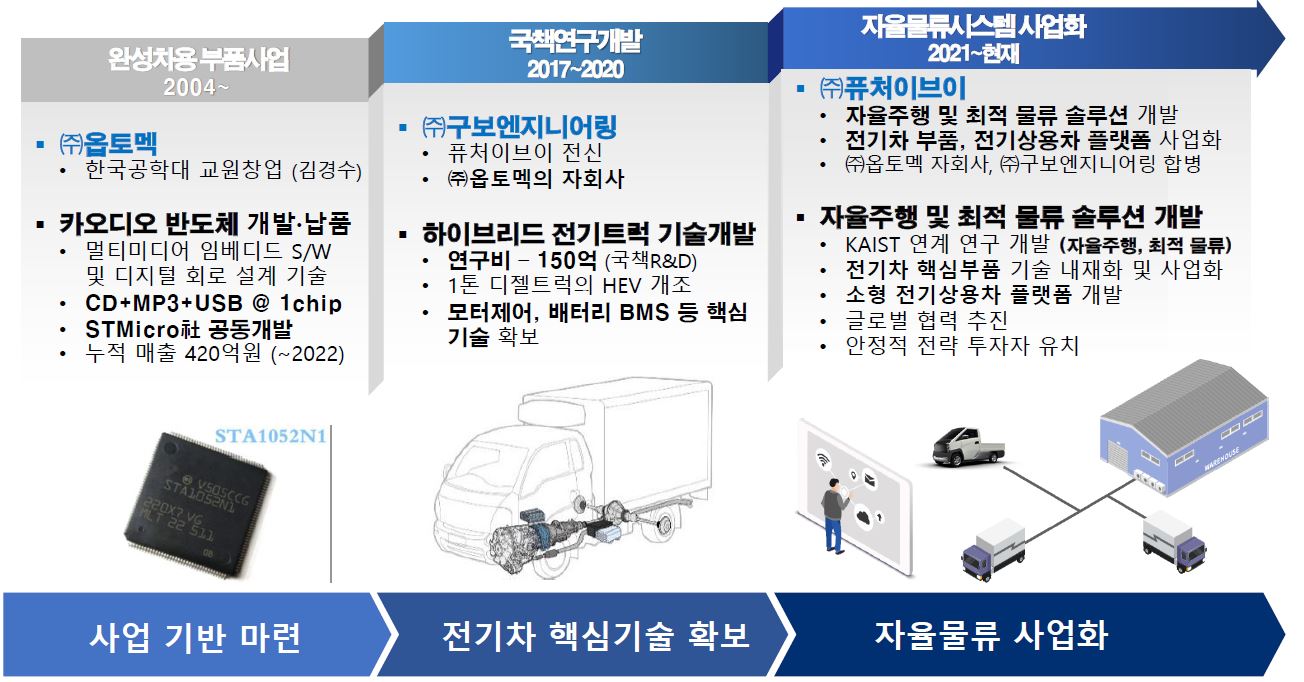 완성차용 부품사업
2004~
㈜옵토멕
한국공학대 교원창업 (김경수)
카오디오 반도체 개발·납품
멀티미디어 임베디드 S/W
및 디지털 회로 설계 기술
CD+MP3+USB @ 1chip
STMicro社 공동개발
누적 매출 420억원 (~2022)
STA1052N1
V505CCG
STA1052N1
220X7 VG
MLT 22 511
사업 기반 마련
국책연구개발
2017~2020
㈜구보엔지니어링
퓨처이브이 전신
㈜옵토멕의 자회사
하이브리드 전기트럭 기술개발
연구비 – 150억 (국책R&D)
1톤 디젤트럭의 HEV 개조
모터제어, 배터리 BMS 등 핵심
기술 확보
전기차 핵심기술 확보
자율물류시스템 사업화
2021~현재
㈜퓨처이브이
자율주행 및 최적 물류 솔루션 개발
전기차 부품, 전기상용차 플랫폼 사업화
㈜옵토멕 자회사, ㈜구보엔지니어링 합병
자율주행 및 최적 물류 솔루션 개발
KAIST 연계 연구 개발 (자율주행, 최적 물류)
전기차 핵심부품 기술 내재화 및 사업화
소형 전기상용차 플랫폼 개발
글로벌 협력 추진
안정적 전략 투자자 유치
WAREHOUSE
자율물류 사업화